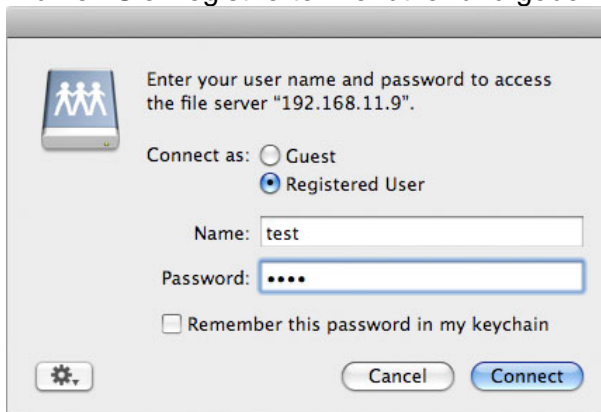 Enter your user name and password to access
the file server “192.168.11.9”.
Connect as: Guest
Registered User
Name: test
Password: ••••
Remember this password in my keychain
Cancel Connect